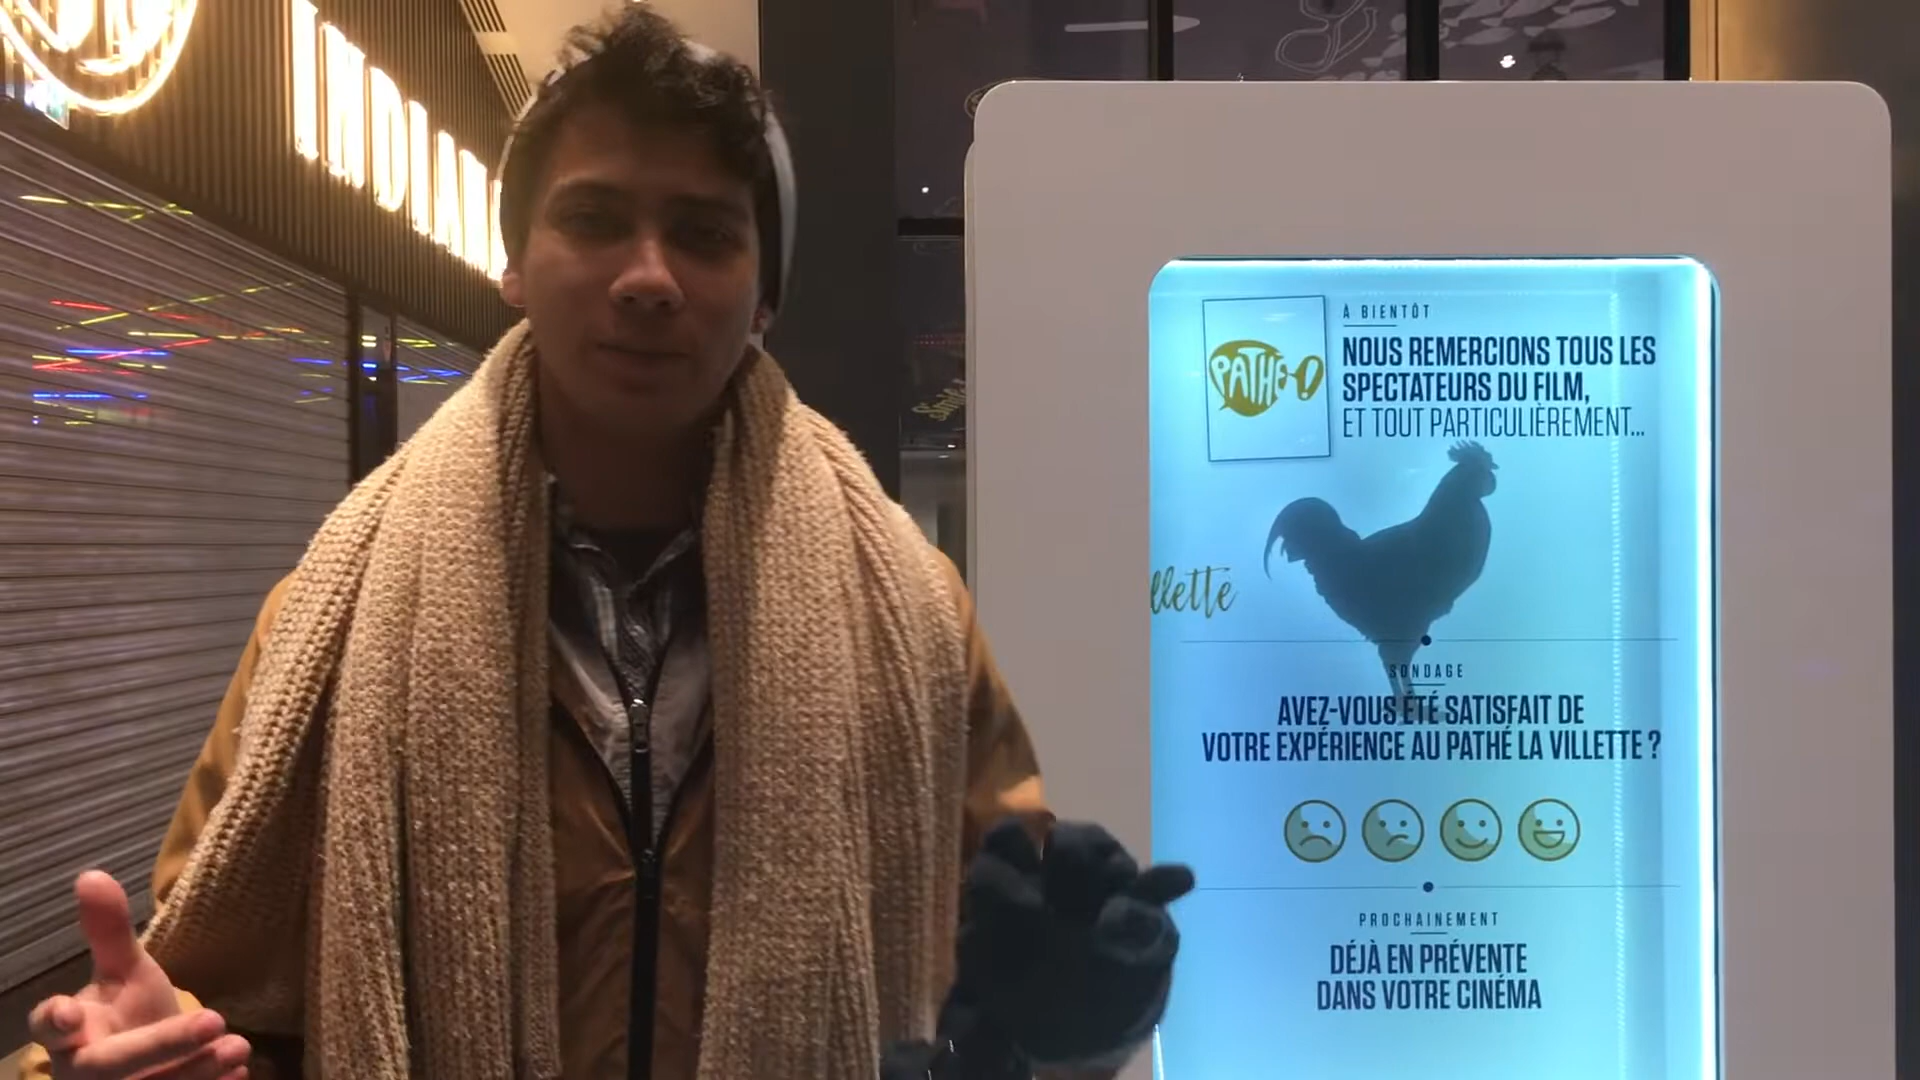 INDIAN
PATHÉ!
À BIENTÔT
NOUS REMERCIONS TOUS LES
SPECTATEURS DU FILM,
ET TOUT PARTICULIÈREMENT...
llette
SONDAGE
AVEZ-VOUS ÉTÉ SATISFAIT DE
VOTRE EXPÉRIENCE AU PATHÉ LA VILLETTE ?
PROCHAINEMENT
DÉJÀ EN PRÉVENTE
DANS VOTRE CINÉMA